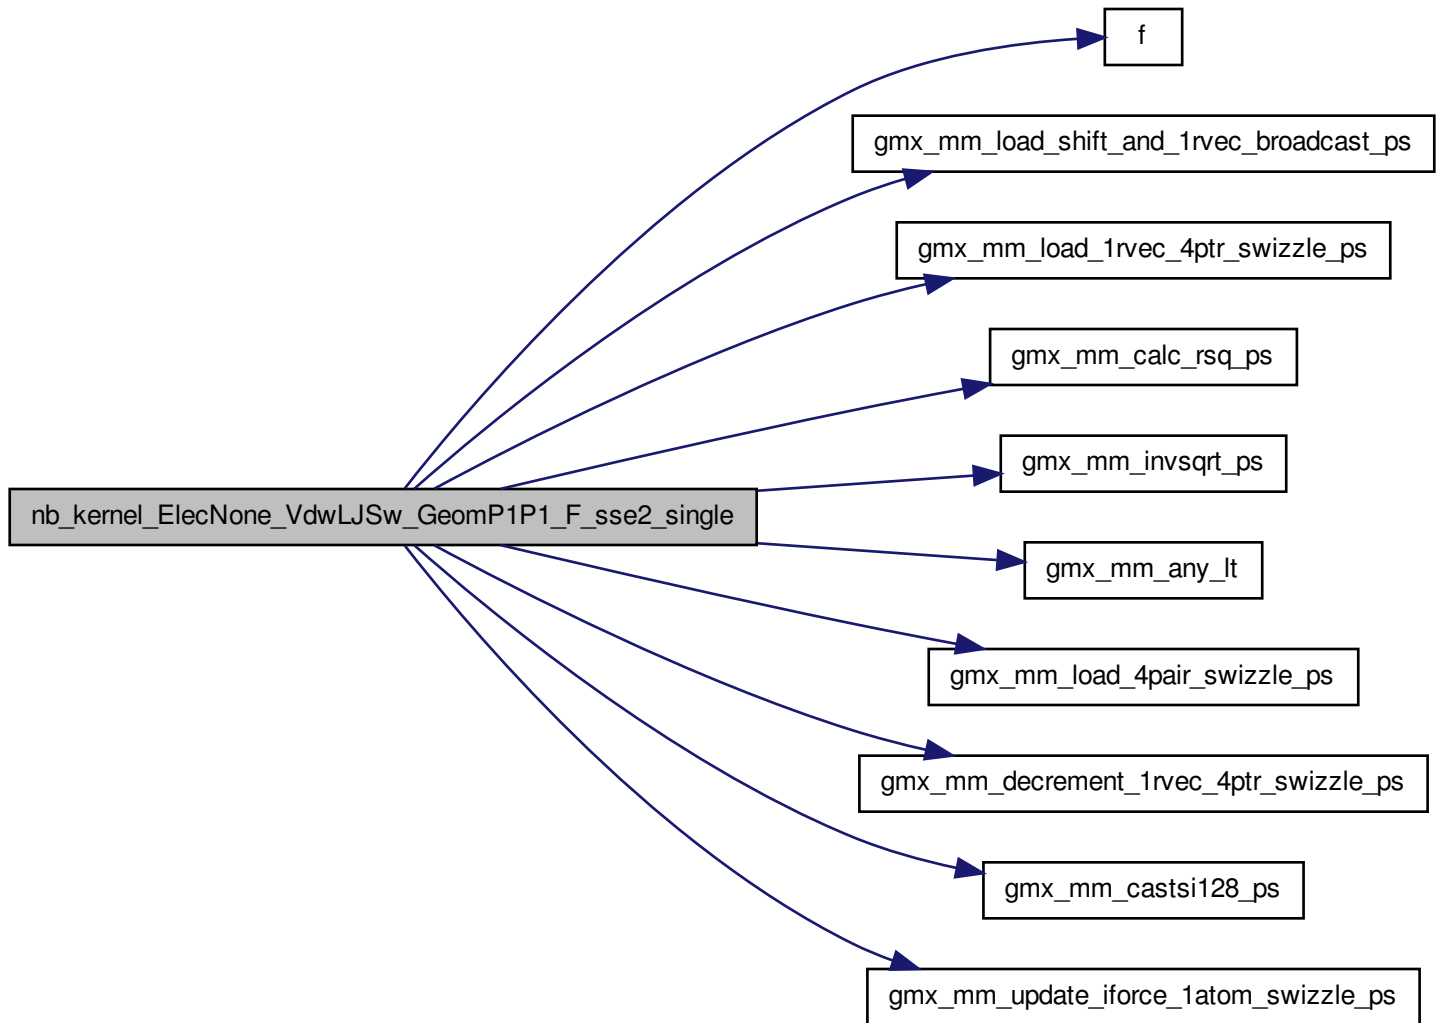 f
gmx_mm_load_shift_and_1rvec_broadcast_ps
gmx_mm_load_1rvec_4ptr_swizzle_ps
gmx_mm_calc_rsq_ps
gmx_mm_invsqrt_ps
nb_kernel_ElecNone_VdwLJSw_GeomP1P1_F_sse2_single
gmx_mm_any_lt
gmx_mm_load_4pair_swizzle_ps
gmx_mm_decrement_1rvec_4ptr_swizzle_ps
gmx_mm_castsi128_ps
gmx_mm_update_iforce_1atom_swizzle_ps